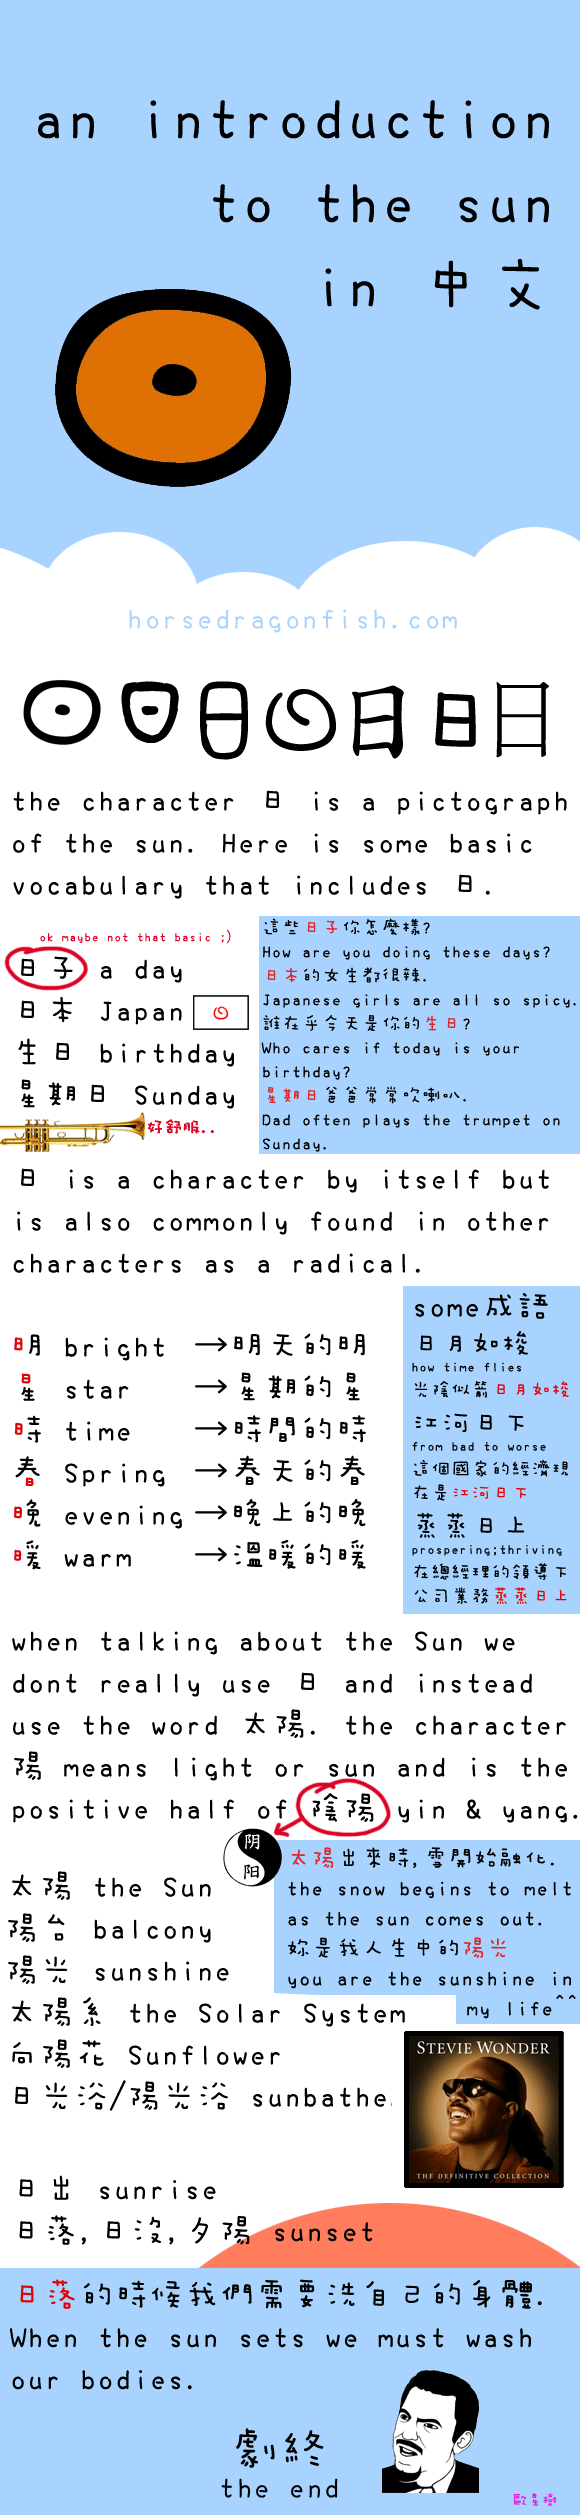 an introduction
to the sun
in 中文
horsedragonfish.com
the character 日 is a pictograph
of the sun. Here is some basic
vocabulary that includes 日.
ok maybe not that basic ;)
日子 a day
日本 Japan
生日 birthday
星期日 Sunday
好舒服..
這些日子你怎麼樣?
How are you doing these days?
日本的女生都很辣.
Japanese girls are all so spicy.
誰在乎今天是你的生日?
Who cares if today is your
birthday?
星期日爸爸常常吹喇叭.
Dad often plays the trumpet on
Sunday.
日 is a character by itself but
is also commonly found in other
characters as a radical.
明 bright →明天的明
星 star →星期的星
時 time →時間的時
春 Spring →春天的春
晚 evening →晚上的晚
暖 warm →溫暖的暖
some成語
日月如梭
how time flies
光陰似箭日月如梭
江河日下
from bad to worse
這個國家的經濟現
在是江河日下
蒸蒸日上
prospering;thriving
在總經理的領導下
公司業務蒸蒸日上
when talking about the Sun we
dont really use 日 and instead
use the word 太陽. the character
陽 means light or sun and is the
positive half of 陰陽 yin & yang.
阴
阳
太陽 the Sun
陽台 balcony
陽光 sunshine
太陽系 the Solar System
向陽花 Sunflower
日光浴/陽光浴 sunbathe.
太陽出來時,雪開始融化.
the snow begins to melt
as the sun comes out.
妳是我人生中的陽光
you are the sunshine in
my life^^
STEVIE WONDER
THE DEFINITIVE COLLECTION
日出 sunrise
日落,日沒,夕陽 sunset
日落的時候我們需要洗自己的身體.
When the sun sets we must wash
our bodies.
劇終
the end
歐星樹